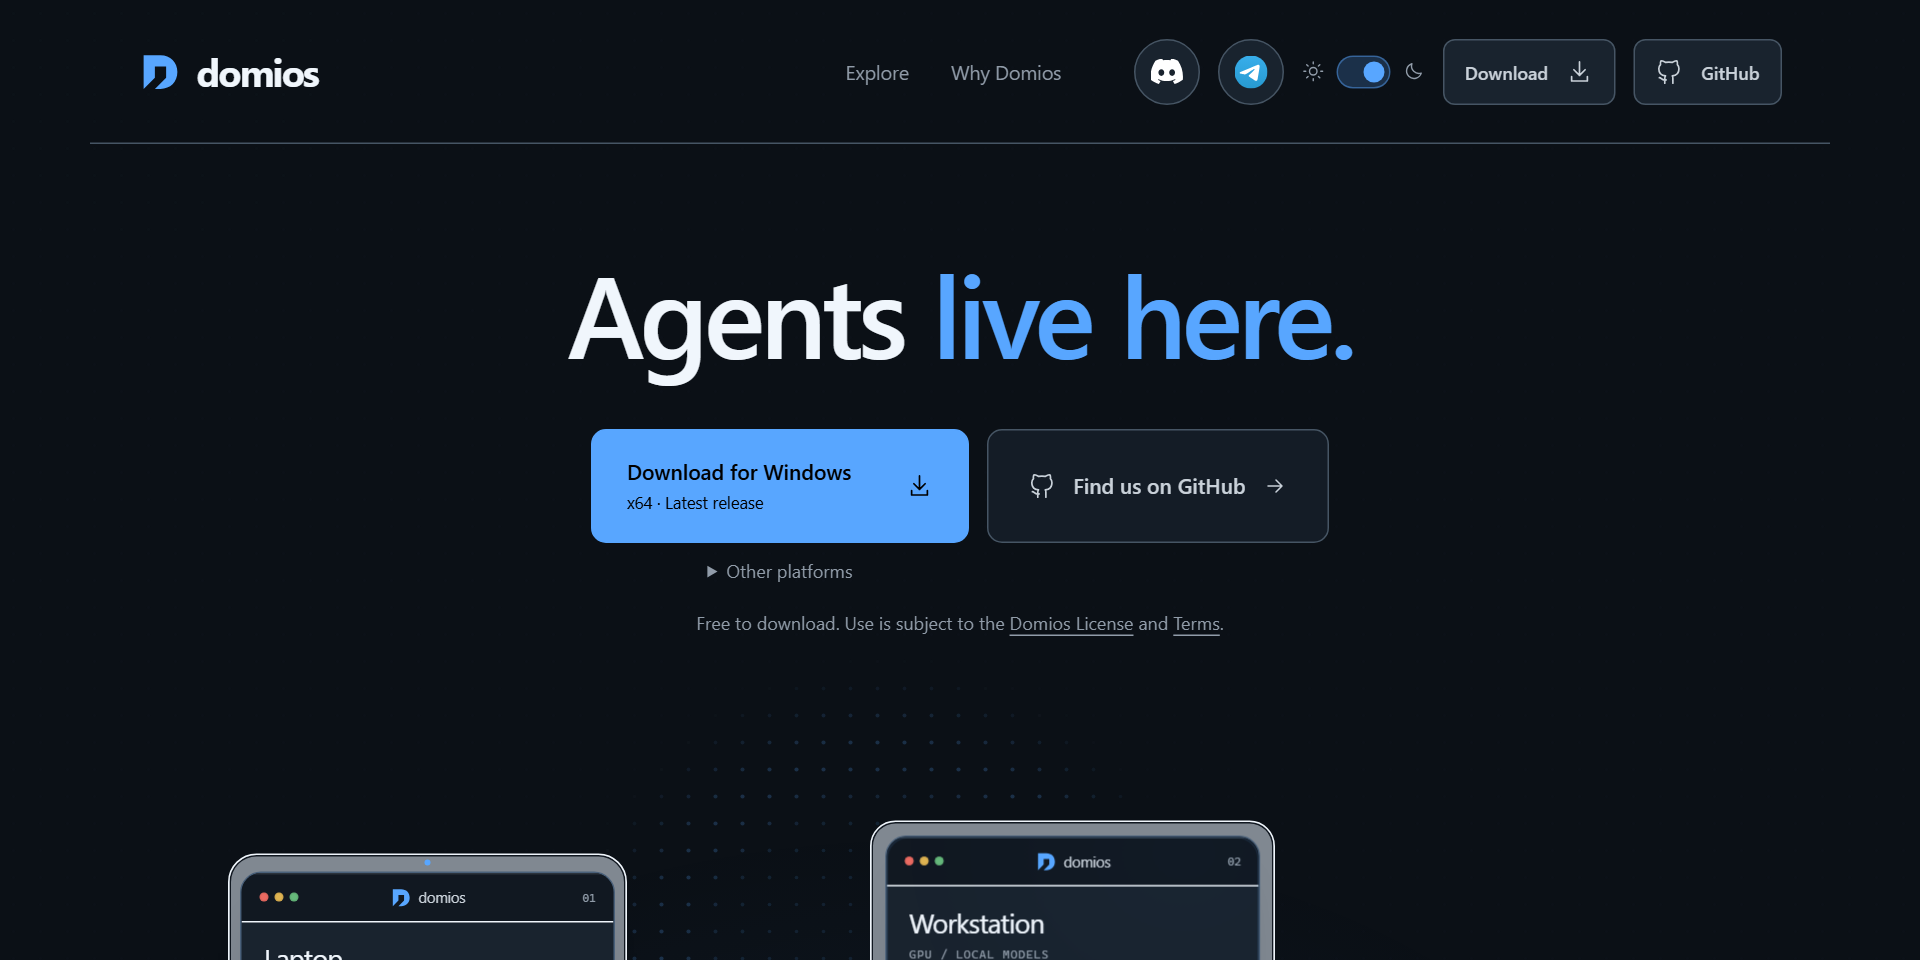 domios
Explore
Why Domios
Download
GitHub
Agents live here.
Download for Windows
x64 · Latest release
Find us on GitHub
Other platforms
Free to download. Use is subject to the Domios License and Terms.
domios
01
Laptop
domios
02
Workstation
GPU / LOCAL MODELS